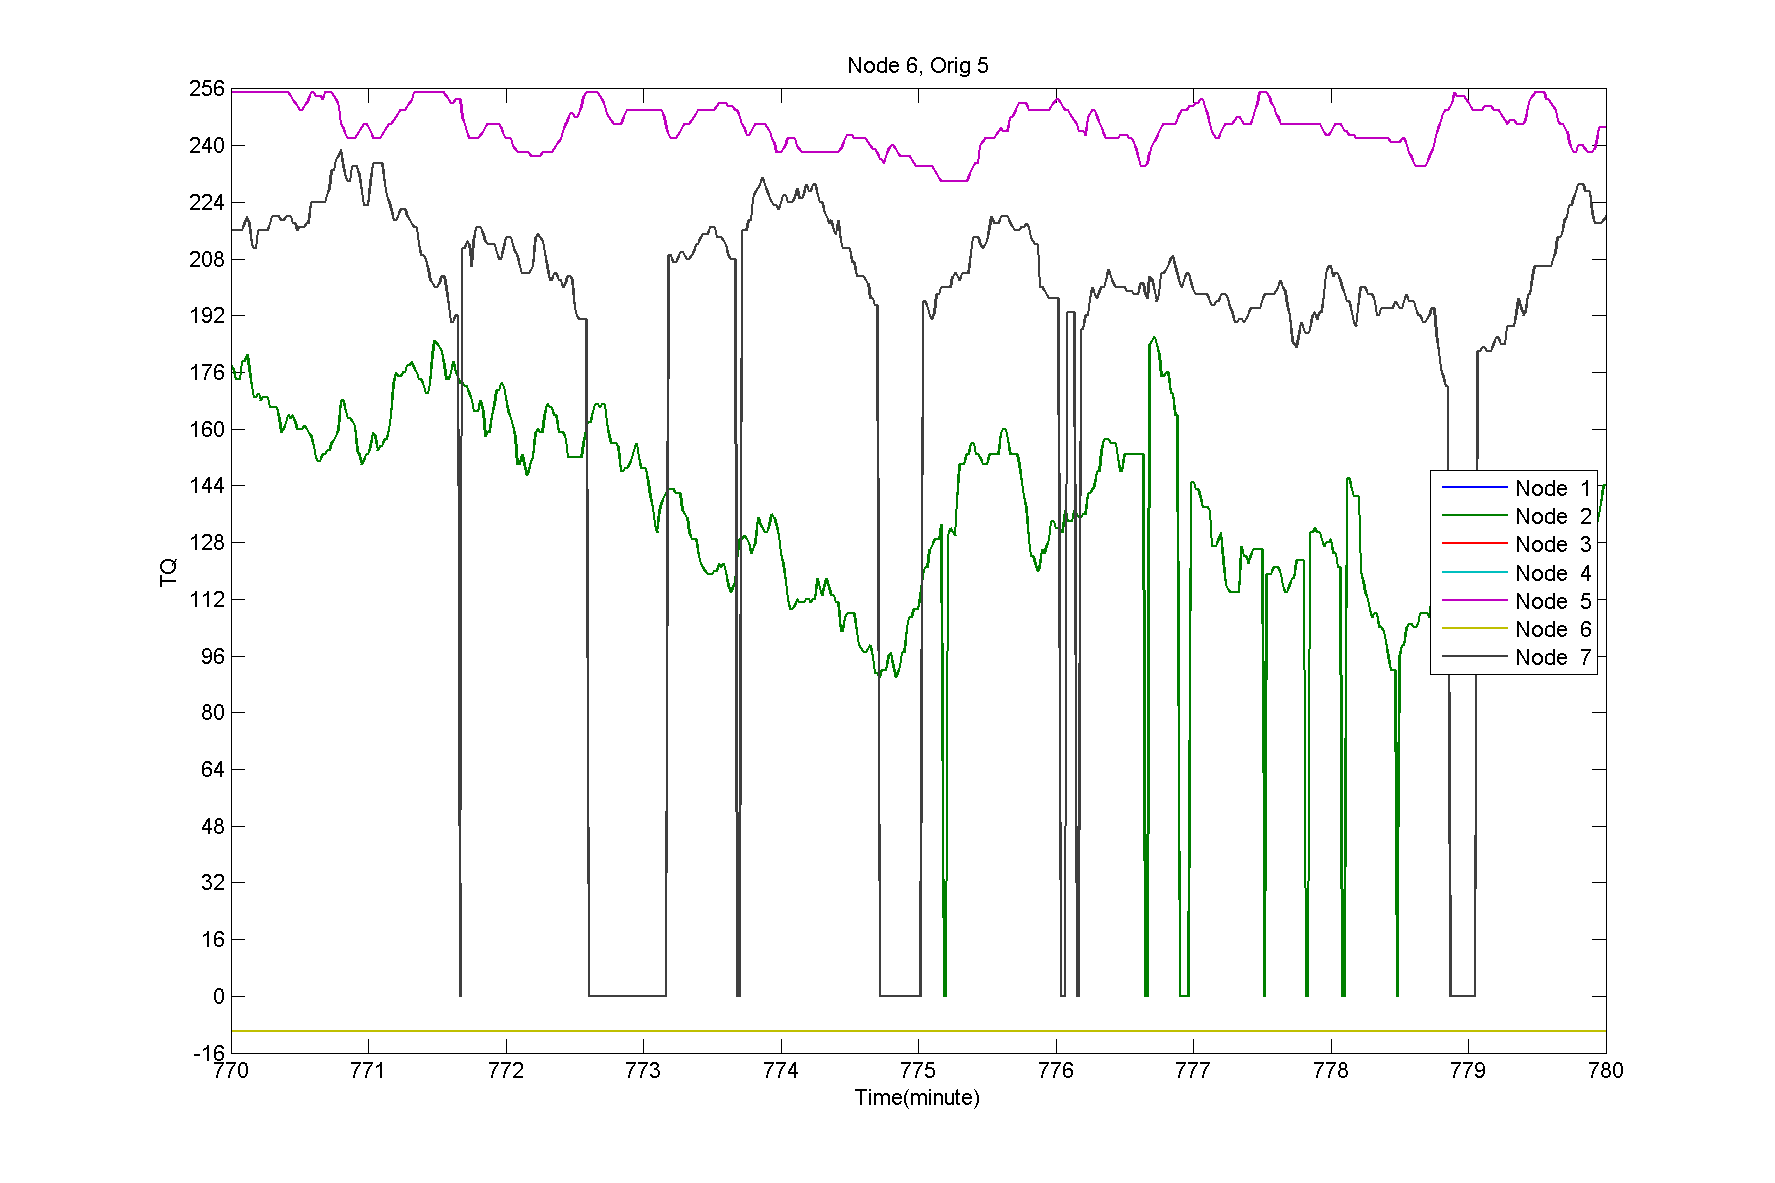 Node 6, Orig 5
256
240
224
208
192
176
160
144
128
112
96
80
64
48
32
16
0
-16
TQ
Node 1
Node 2
Node 3
Node 4
Node 5
Node 6
Node 7
770 771 772 773 774 775 776 777 778 779 780
Time(minute)